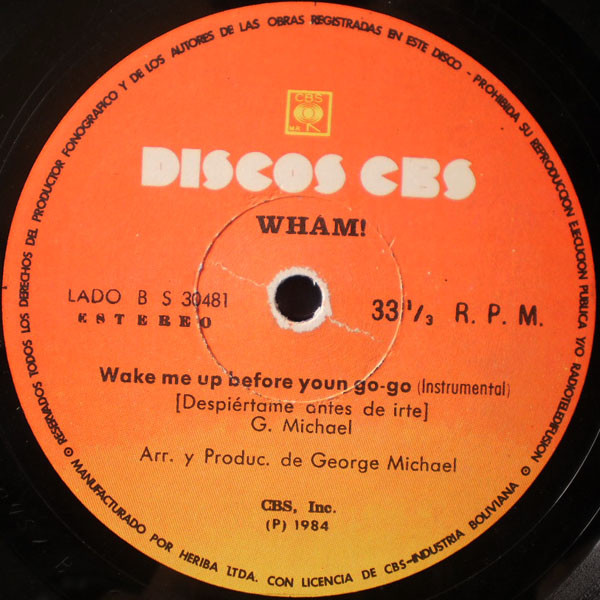 © RESERVADOS TODOS LOS DERECHOS DEL PRODUCTOR FONOGRAFICO Y DE LOS AUTORES DE LAS OBRAS REGISTRADAS EN ESTE DISCO - PROHIBIDA SU REPRODUCCION EJECUCION PUBLICA Y/O RADIOTELEDIFUSION
CBS
M.R.
DISCOS CBS
WHAM!
LADO B S 30481
ESTEREO
33 1/3 R. P. M.
Wake me up before youn go-go (Instrumental)
[Despiértame antes de irte]
G. Michael
Arr. y Produc. de George Michael
CBS, Inc.
(P) 1984
© MANUFACTURADO POR HERIBA LTDA. CON LICENCIA DE CBS-INDUSTRIA BOLIVIANA ©